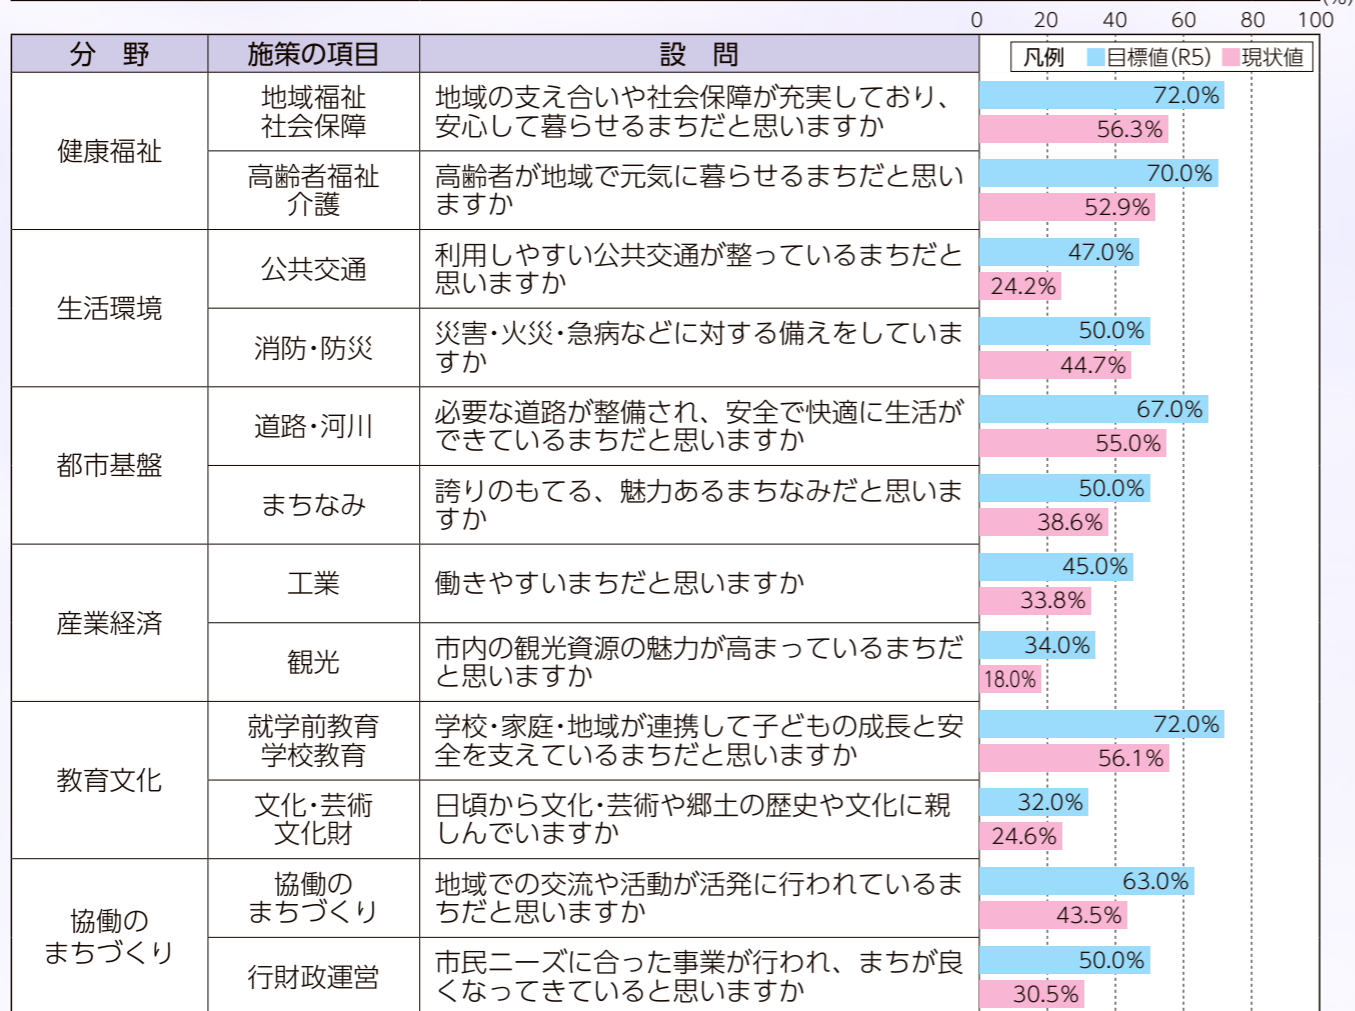 (%)
0 20 40 60 80 100
分 野 施策の項目 設 問
凡例 目標値(R5) 現状値
健康福祉
地域福祉
社会保障
地域の支え合いや社会保障が充実しており、
安心して暮らせるまちだと思いますか
72.0%
56.3%
高齢者福祉
介護
高齢者が地域で元気に暮らせるまちだと思い
ますか
70.0%
52.9%
生活環境
公共交通
利用しやすい公共交通が整っているまちだと
思いますか
47.0%
24.2%
消防・防災
災害・火災・急病などに対する備えをしていま
すか
50.0%
44.7%
都市基盤
道路・河川
必要な道路が整備され、安全で快適に生活が
できているまちだと思いますか
67.0%
55.0%
まちなみ
誇りのもてる、魅力あるまちなみだと思いま
すか
50.0%
38.6%
産業経済
工業
働きやすいまちだと思いますか
45.0%
33.8%
観光
市内の観光資源の魅力が高まっているまちだ
と思いますか
34.0%
18.0%
教育文化
就学前教育
学校教育
学校・家庭・地域が連携して子どもの成長と安
全を支えているまちだと思いますか
72.0%
56.1%
文化・芸術
文化財
日頃から文化・芸術や郷土の歴史や文化に親
しんでいますか
32.0%
24.6%
協働の
まちづくり
協働の
まちづくり
地域での交流や活動が活発に行われているま
ちだと思いますか
63.0%
43.5%
行財政運営
市民ニーズに合った事業が行われ、まちが良
くなってきていると思いますか
50.0%
30.5%